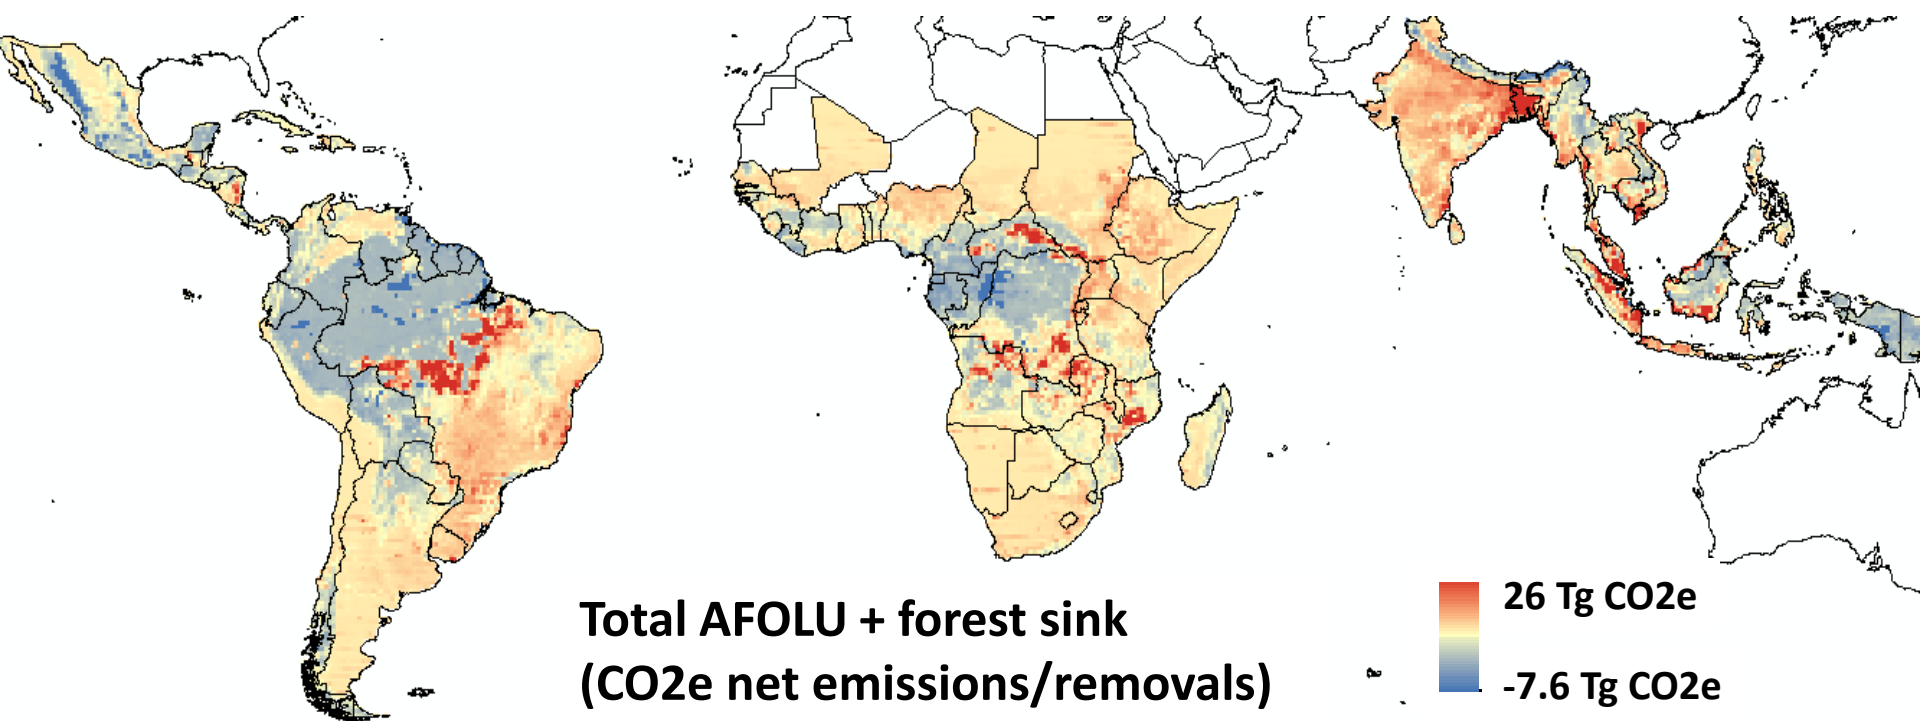 Total AFOLU + forest sink
(CO2e net emissions/removals)
26 Tg CO2e
-7.6 Tg CO2e